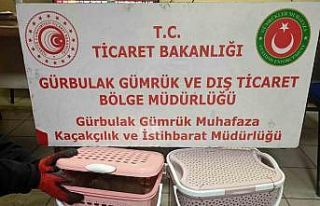 T.C.
TİCARET BAKANLIĞI
GÜRBULAK GÜMRÜK VE DIŞ TİCARET
BÖLGE MÜDÜRLÜĞÜ
Gürbulak Gümrük Muhafaza
Kaçakçılık ve İstihbarat Müdürlüğü